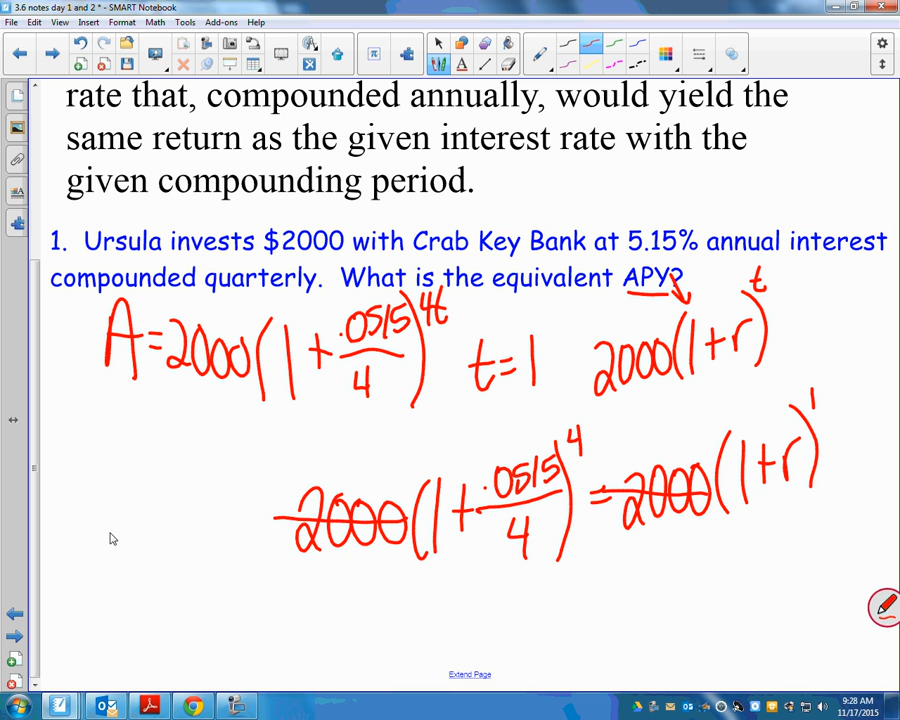 3.6 notes day 1 and 2 * - SMART Notebook
File Edit View Insert Format Math Tools Add-ons Help
rate that, compounded annually, would yield the
same return as the given interest rate with the
given compounding period.
1. Ursula invests $2000 with Crab Key Bank at 5.15% annual interest
compounded quarterly. What is the equivalent APY?
A=2000(1+.0515/4)^4t t=1 2000(1+r)^t
2000(1+.0515/4)^4=2000(1+r)^1
Extend Page
9:28 AM
11/17/2015